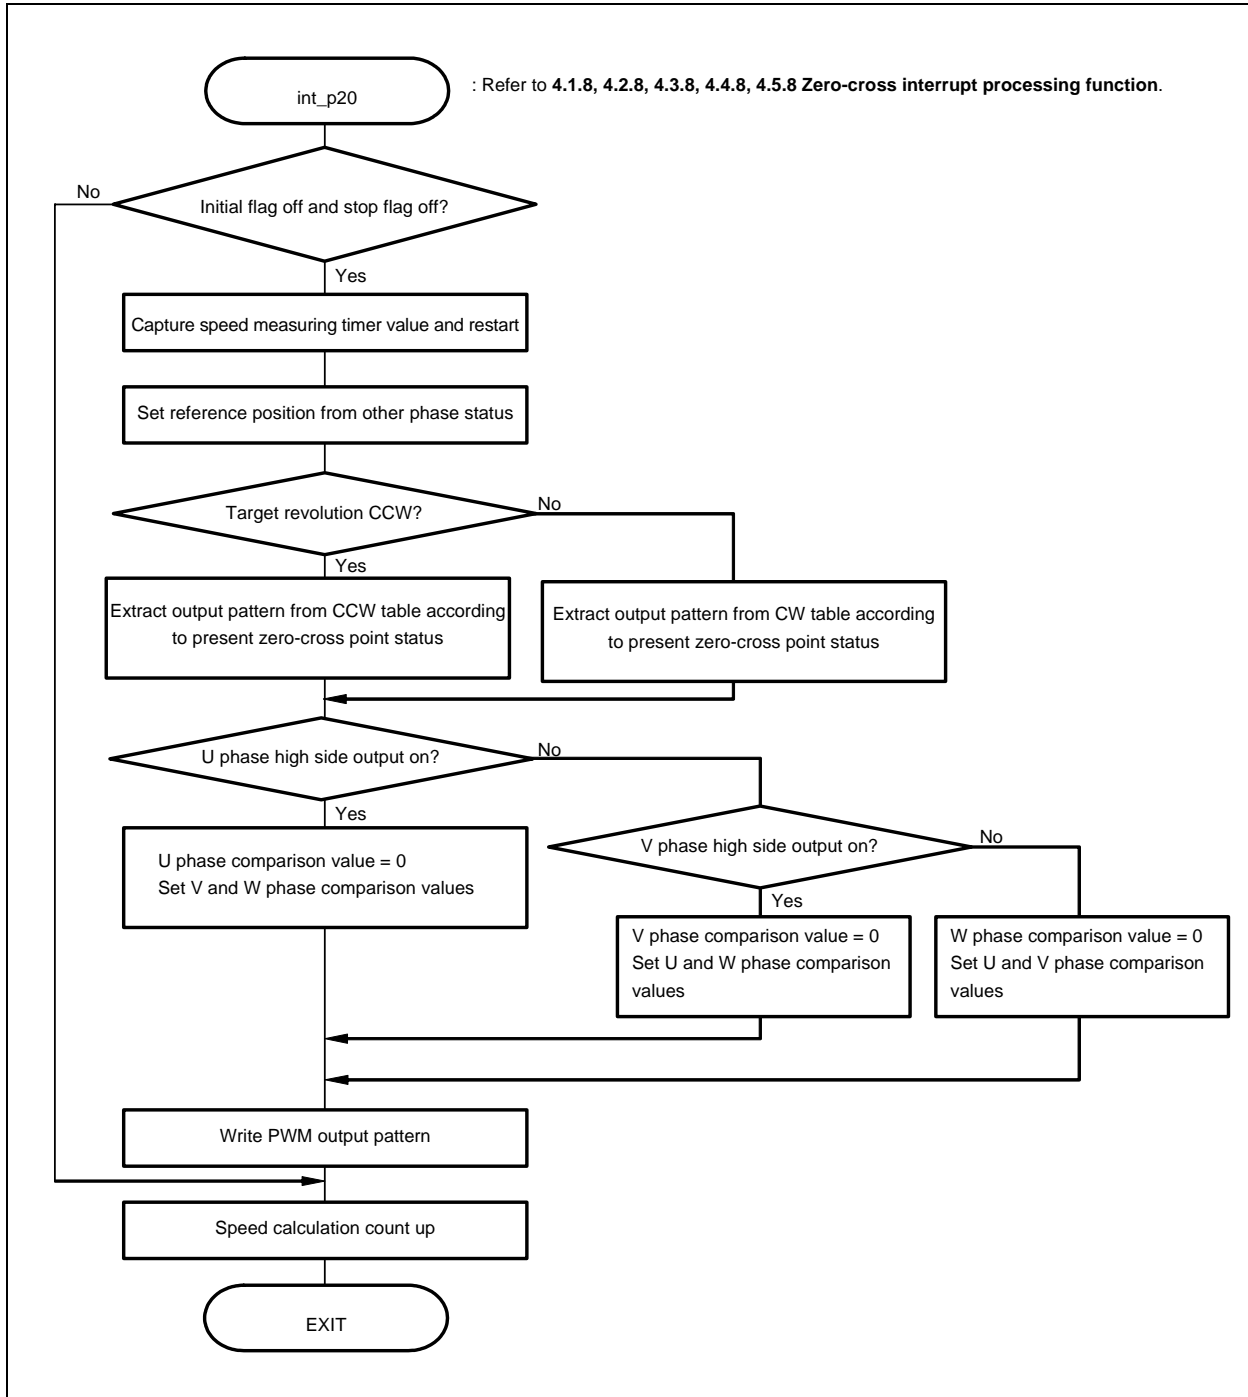 int_p20
: Refer to 4.1.8, 4.2.8, 4.3.8, 4.4.8, 4.5.8 Zero-cross interrupt processing function.
No
Initial flag off and stop flag off?
Yes
Capture speed measuring timer value and restart
Set reference position from other phase status
Target revolution CCW?
No
Yes
Extract output pattern from CCW table according
to present zero-cross point status
Extract output pattern from CW table according
to present zero-cross point status
U phase high side output on?
No
Yes
U phase comparison value = 0
Set V and W phase comparison values
V phase high side output on?
No
Yes
V phase comparison value = 0
Set U and W phase comparison
values
W phase comparison value = 0
Set U and V phase comparison
values
Write PWM output pattern
Speed calculation count up
EXIT